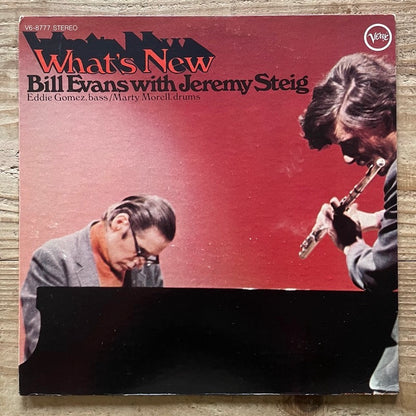 V6-8777 STEREO
Verve
What's New
Bill Evans with Jeremy Steig
Eddie Gomez, bass/Marty Morell, drums